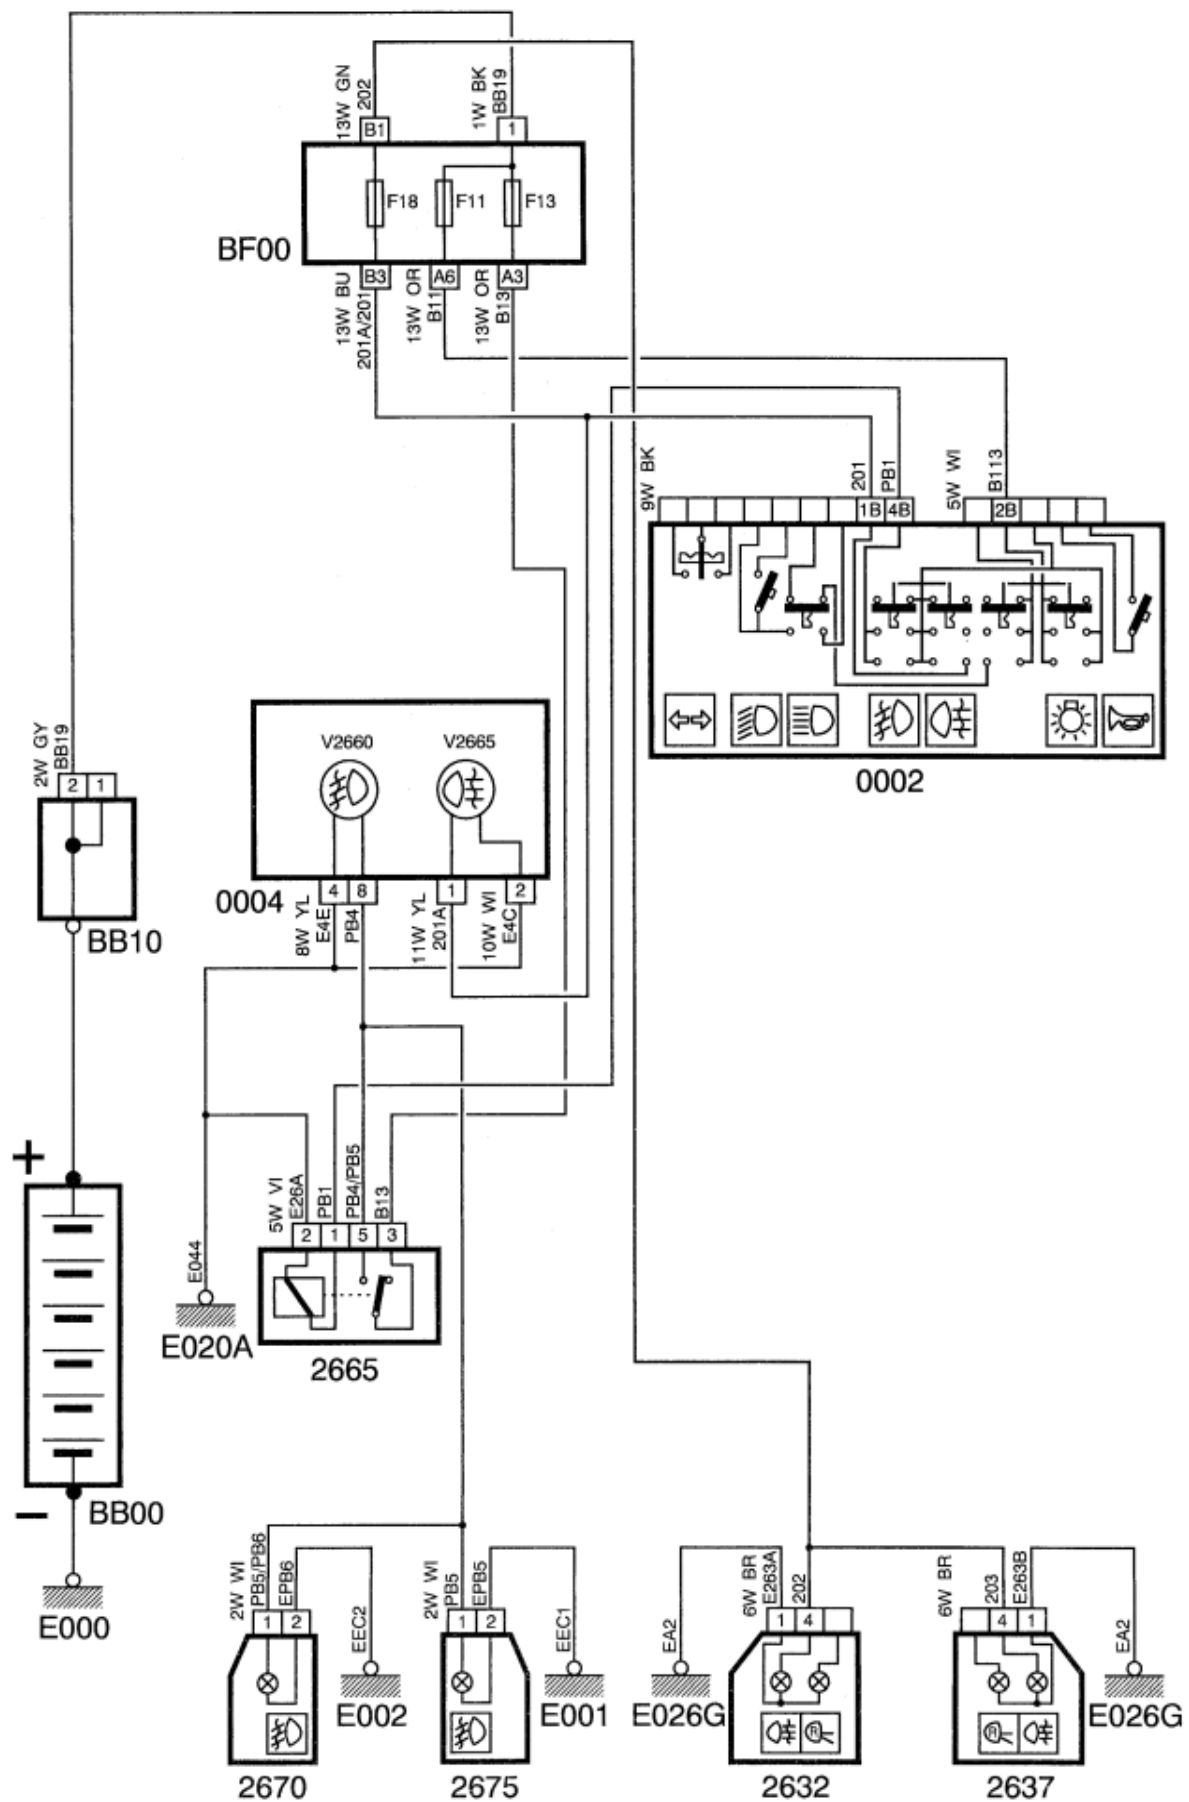 13W GN
202
1W BK
BB19
B1
1
F18
F11
F13
BF00
B3
A6
A3
13W BU
201A/201
13W OR
B11
13W OR
B13
9W BK
201
PB1
5W WI
B113
1B
4B
2B
0002
2W GY
BB19
2
1
BB10
V2660
V2665
0004
4
8
1
2
8W YL
E4E
PB4
11W YL
201A
10W WI
E4C
5W VI
E26A
PB1
PB4/PB5
B13
2
1
5
3
2665
E044
E020A
+
−
BB00
E000
2W WI
PB5/PB6
EPB6
1
2
EEC2
E002
2670
2W WI
PB5
EPB5
1
2
EEC1
E001
2675
EA2
E026G
6W BR
E263A
202
1
4
2632
6W BR
203
E263B
4
1
EA2
E026G
2637